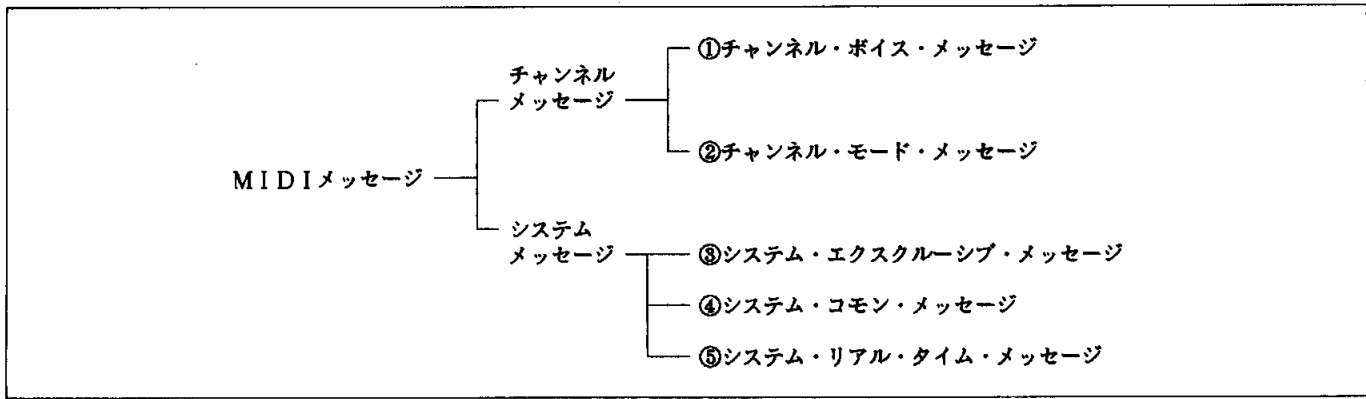 ①チャンネル・ボイス・メッセージ
チャンネル
メッセージ
②チャンネル・モード・メッセージ
MIDIメッセージ
システム
メッセージ
③システム・エクスクルーシブ・メッセージ
④システム・コモン・メッセージ
⑤システム・リアル・タイム・メッセージ